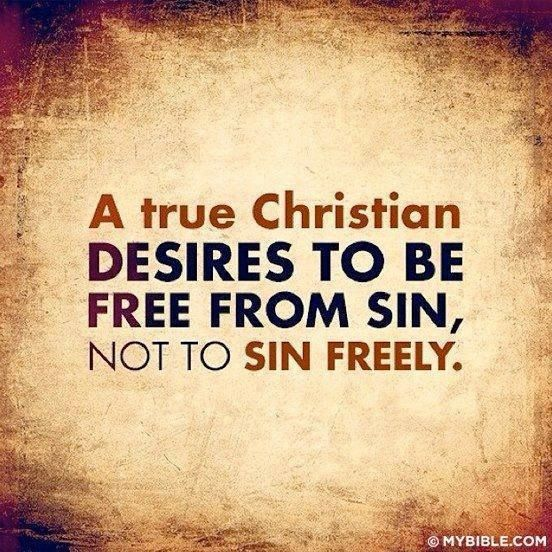 A true Christian
DESIRES TO BE
FREE FROM SIN,
NOT TO SIN FREELY.
© MYBIBLE.COM